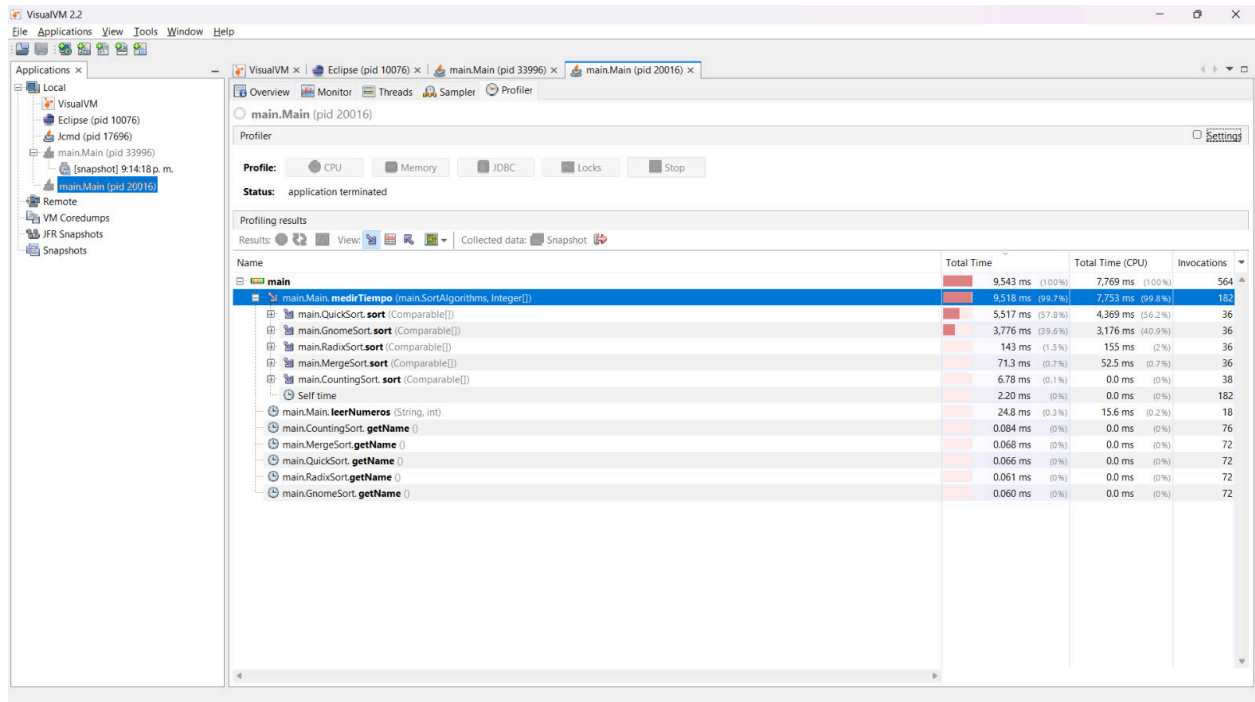 VisualVM 2.2
File Applications View Tools Window Help
Applications ×
Local
VisualVM
Eclipse (pid 10076)
Jcmd (pid 17696)
main.Main (pid 33996)
[snapshot] 9:14:18 p. m.
main.Main (pid 20016)
Remote
VM Coredumps
JFR Snapshots
Snapshots
VisualVM × Eclipse (pid 10076) × main.Main (pid 33996) × main.Main (pid 20016) ×
Overview Monitor Threads Sampler Profiler
main.Main (pid 20016)
Profiler Settings
Profile: CPU Memory JDBC Locks Stop
Status: application terminated
Profiling results
Results: View: Collected data: Snapshot
Name Total Time Total Time (CPU) Invocations
main 9,543 ms (100%) 7,769 ms (100%) 564
main.Main.medirTiempo (main.SortAlgorithms, Integer[]) 9,518 ms (99.7%) 7,753 ms (99.8%) 182
main.QuickSort.sort (Comparable[]) 5,517 ms (57.8%) 4,369 ms (56.2%) 36
main.GnomeSort.sort (Comparable[]) 3,776 ms (39.6%) 3,176 ms (40.9%) 36
main.RadixSort.sort (Comparable[]) 143 ms (1.5%) 155 ms (2%) 36
main.MergeSort.sort (Comparable[]) 71.3 ms (0.7%) 52.5 ms (0.7%) 36
main.CountingSort.sort (Comparable[]) 6.78 ms (0.1%) 0.0 ms (0%) 38
Self time 2.20 ms (0%) 0.0 ms (0%) 182
main.Main.leerNumeros (String, int) 24.8 ms (0.3%) 15.6 ms (0.2%) 18
main.CountingSort.getName () 0.084 ms (0%) 0.0 ms (0%) 76
main.MergeSort.getName () 0.068 ms (0%) 0.0 ms (0%) 72
main.QuickSort.getName () 0.066 ms (0%) 0.0 ms (0%) 72
main.RadixSort.getName () 0.061 ms (0%) 0.0 ms (0%) 72
main.GnomeSort.getName () 0.060 ms (0%) 0.0 ms (0%) 72